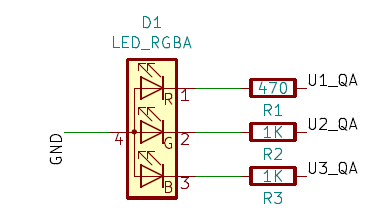 D1
LED_RGBA
R 1 470 U1_QA
R1
GND 4 G 2 1K U2_QA
R2
B 3 1K U3_QA
R3